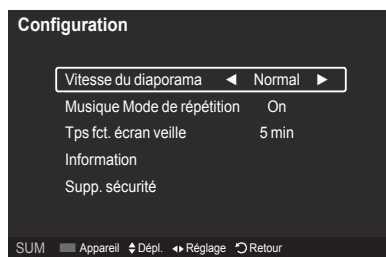 Configuration
Vitesse du diaporama ◄ Normal ►
Musique Mode de répétition On
Tps fct. écran veille 5 min
Information
Supp. sécurité
SUM Appareil Dépl. Réglage Retour